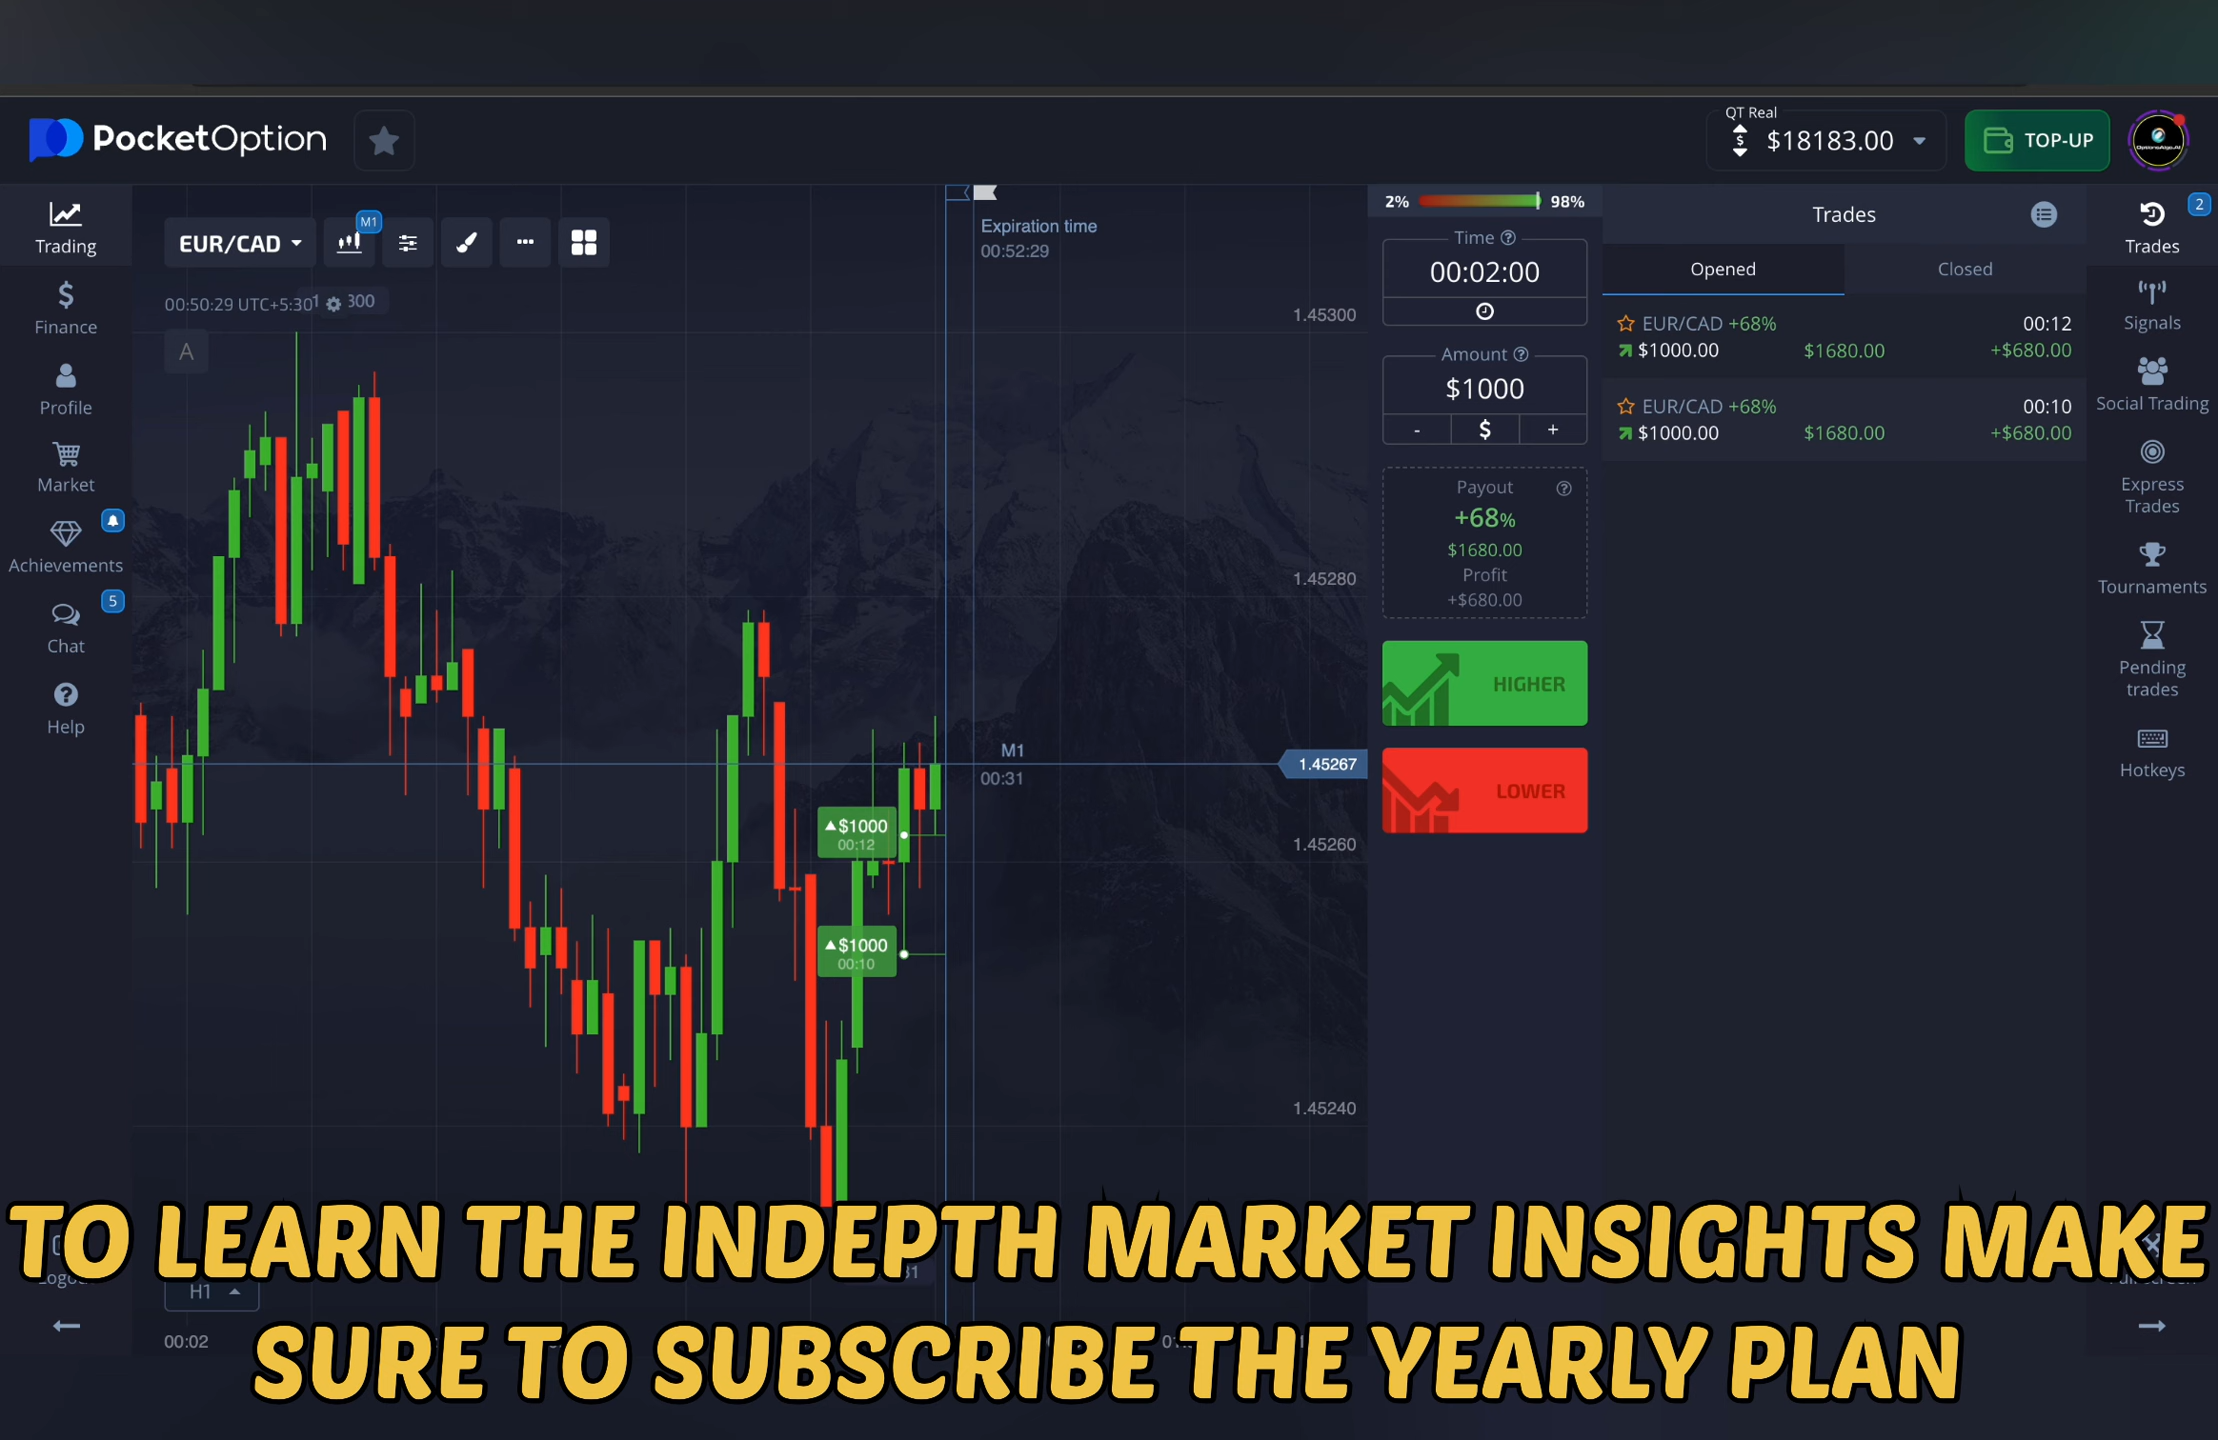 PocketOption
QT Real
$18183.00
TOP-UP
OptionsAlgo.AI
Trading
Finance
Profile
Market
Achievements
5
Chat
?
Help
EUR/CAD
M1
...
00:50:29 UTC+5:30
300
A
Expiration time
00:52:29
1.45300
1.45280
M1
00:31
1.45267
1.45260
1.45240
$1000
00:12
$1000
00:10
2% 98%
Time ?
00:02:00
Amount ?
$1000
- $ +
Payout ?
+68%
$1680.00
Profit
+$680.00
HIGHER
LOWER
Trades
Opened Closed
EUR/CAD +68% 00:12
$1000.00 $1680.00 +$680.00
EUR/CAD +68% 00:10
$1000.00 $1680.00 +$680.00
2
Trades
Signals
Social Trading
Express
Trades
Tournaments
Pending
trades
Hotkeys
TO LEARN THE INDEPTH MARKET INSIGHTS MAKE
H1
00:02
SURE TO SUBSCRIBE THE YEARLY PLAN